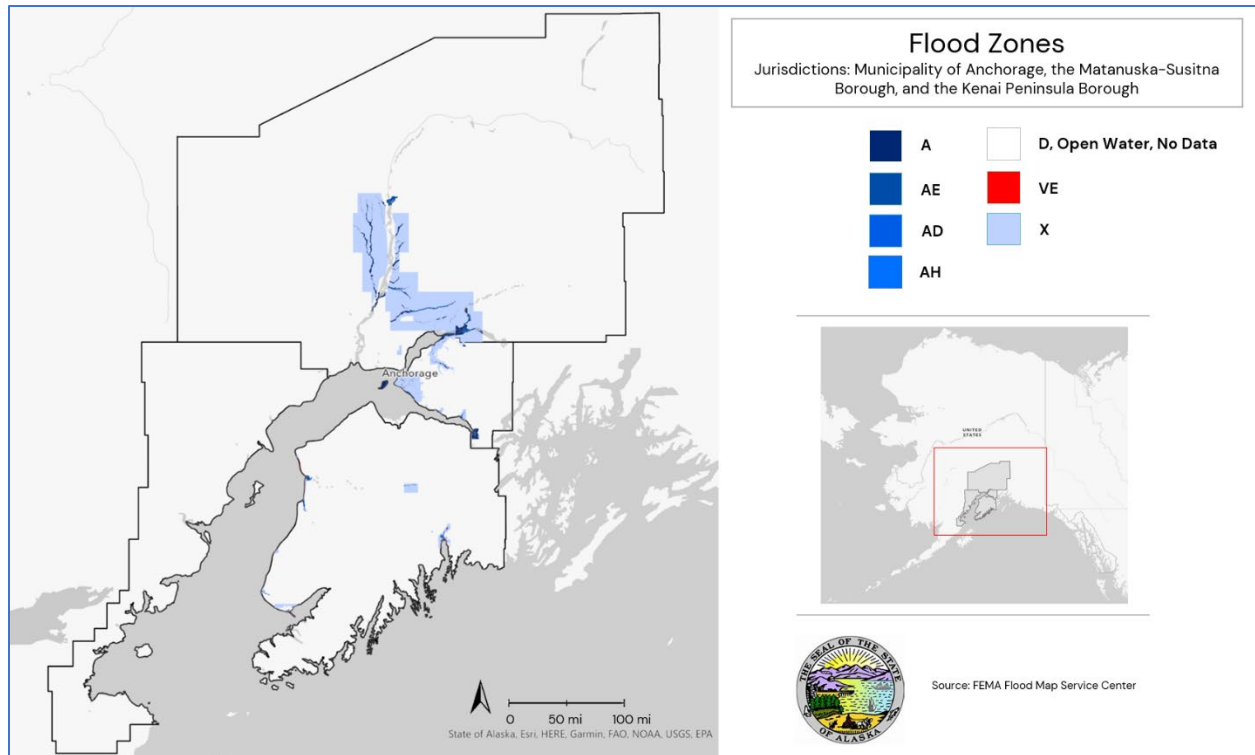 Flood Zones
Jurisdictions: Municipality of Anchorage, the Matanuska-Susitna
Borough, and the Kenai Peninsula Borough
A
D, Open Water, No Data
AE
VE
AD
X
AH
Anchorage
UNITED
STATES
0 50 mi 100 mi
State of Alaska, Esri, HERE, Garmin, FAO, NOAA, USGS, EPA
THE SEAL OF THE STATE
OF ALASKA
Source: FEMA Flood Map Service Center